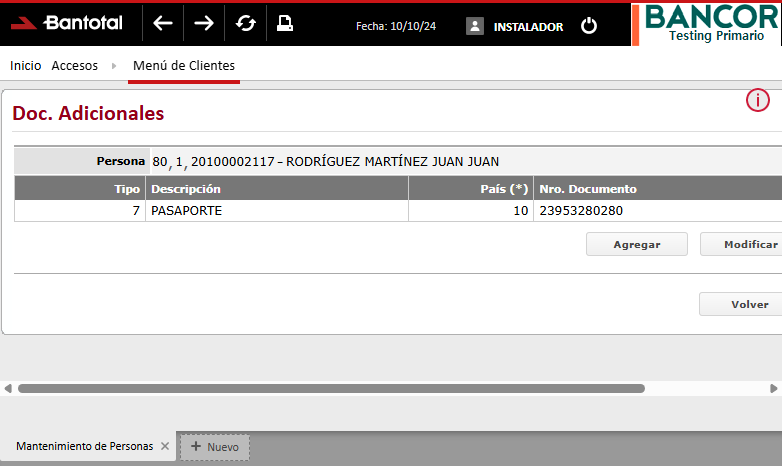 Bantotal Fecha: 10/10/24 INSTALADOR BANCOR
Testing Primario
Inicio Accesos Menú de Clientes
Doc. Adicionales
Persona 80, 1, 20100002117 - RODRÍGUEZ MARTÍNEZ JUAN JUAN
Tipo Descripción País (*) Nro. Documento
7 PASAPORTE 10 23953280280
Agregar Modificar
Volver
Mantenimiento de Personas × + Nuevo